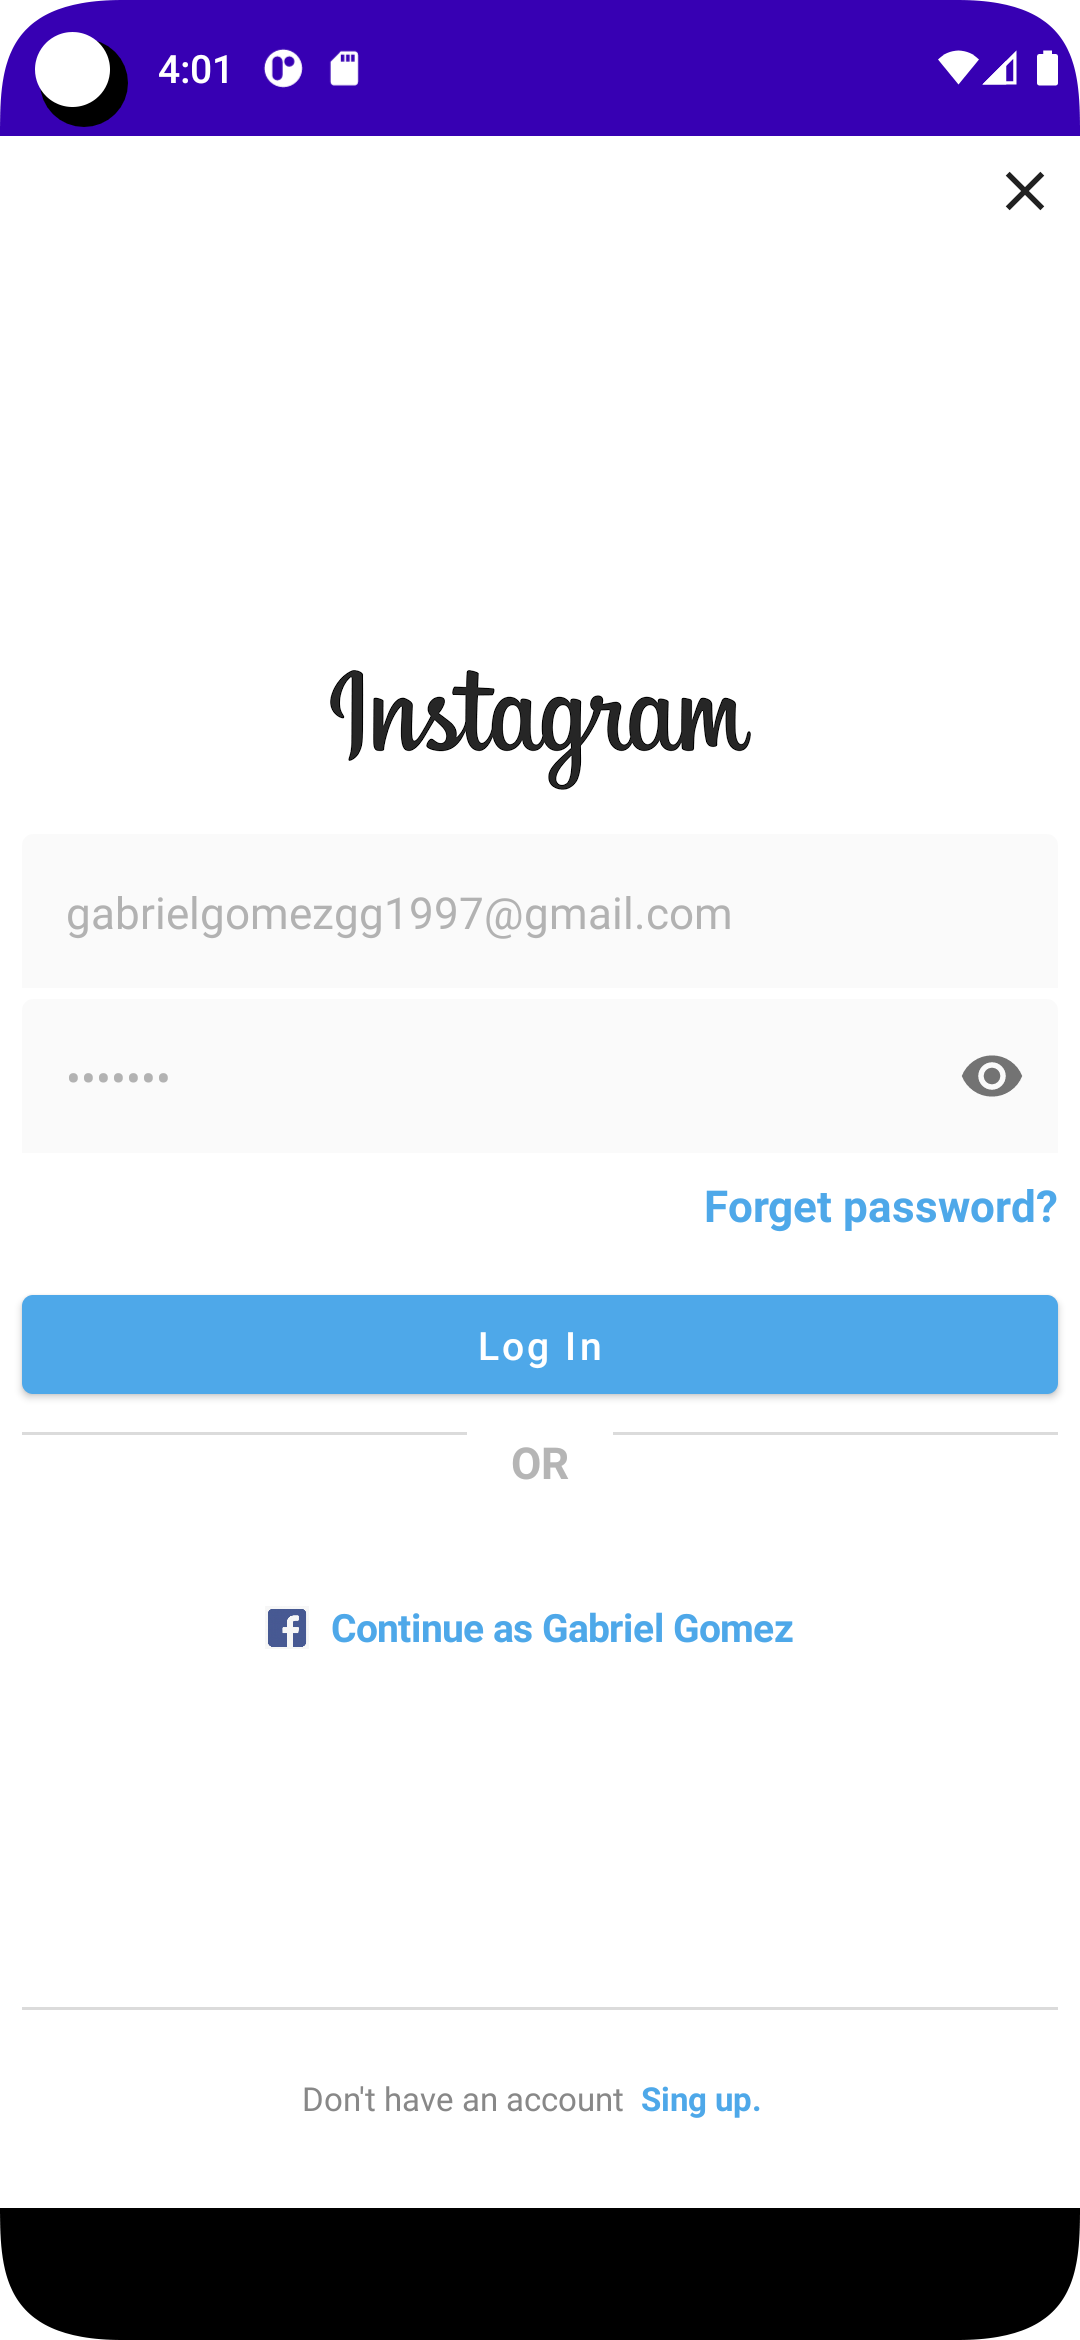 4:01
Instagram
gabrielgomezgg1997@gmail.com
•••••••
Forget password?
Log In
OR
Continue as Gabriel Gomez
Don't have an account Sing up.